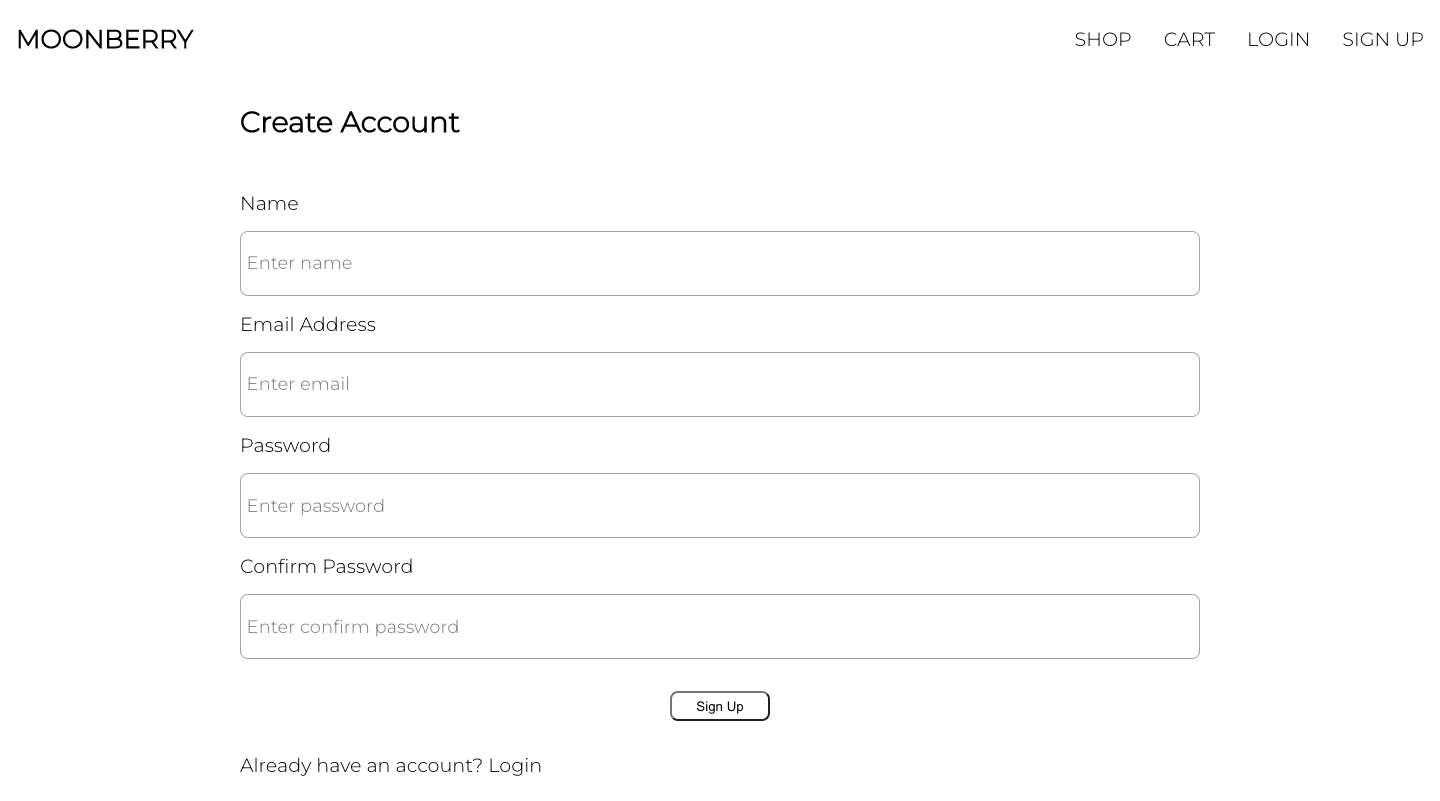 MOONBERRY SHOP CART LOGIN SIGN UP
Create Account
Name
Enter name
Email Address
Enter email
Password
Enter password
Confirm Password
Enter confirm password
Sign Up
Already have an account? Login